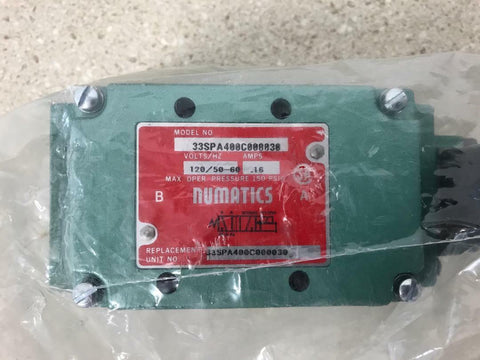 MODEL NO
33SPA400C000030
VOLTS/HZ AMPS
120/50-60 .16
MAX. OPER. PRESSURE 150 PSIG
B NUMATICS A
REPLACEMENT
UNIT NO 33SPA400C000030